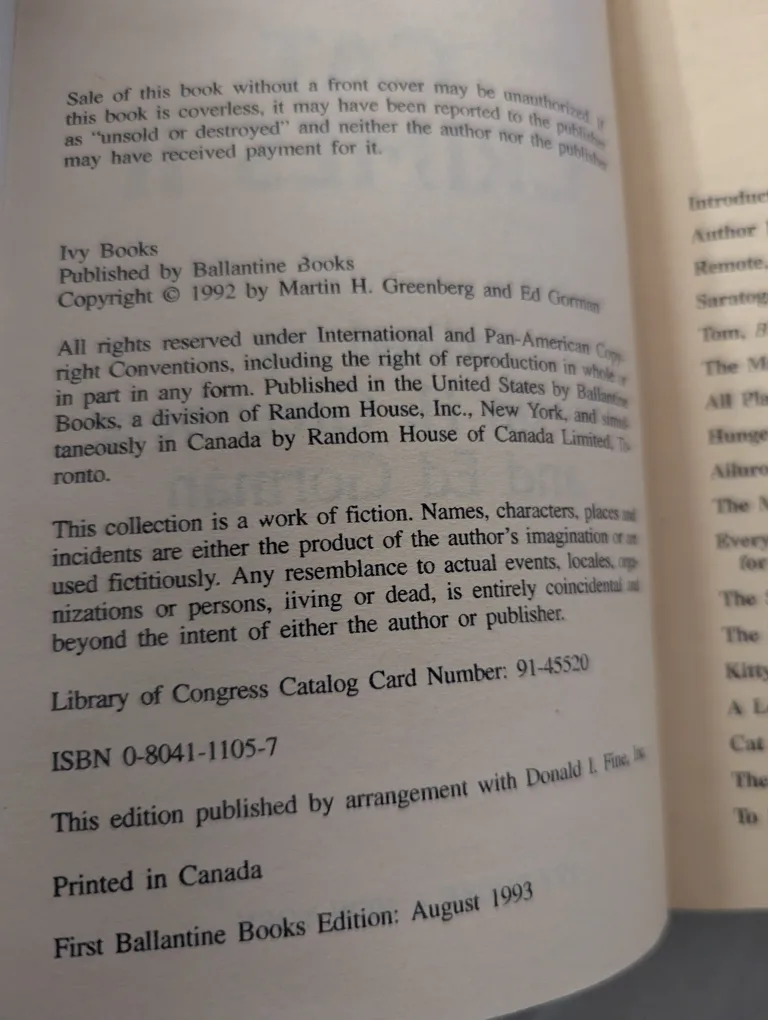 Sale of this book without a front cover may be unauthorized. If
this book is coverless, it may have been reported to the publisher
as "unsold or destroyed" and neither the author nor the publisher
may have received payment for it.
Ivy Books
Published by Ballantine Books
Copyright © 1992 by Martin H. Greenberg and Ed Gorman
All rights reserved under International and Pan-American Copy-
right Conventions, including the right of reproduction in whole or
in part in any form. Published in the United States by Ballantine
Books, a division of Random House, Inc., New York, and simul-
taneously in Canada by Random House of Canada Limited, To-
ronto.
This collection is a work of fiction. Names, characters, places and
incidents are either the product of the author's imagination or are
used fictitiously. Any resemblance to actual events, locales, orga-
nizations or persons, iiving or dead, is entirely coincidental and
beyond the intent of either the author or publisher.
Library of Congress Catalog Card Number: 91-45520
ISBN 0-8041-1105-7
This edition published by arrangement with Donald I. Fine, Inc.
Printed in Canada
First Ballantine Books Edition: August 1993
Author
Remote,
Tom,
The
All
The
Every
for
The
The
Kitty
A
Cat
The
To